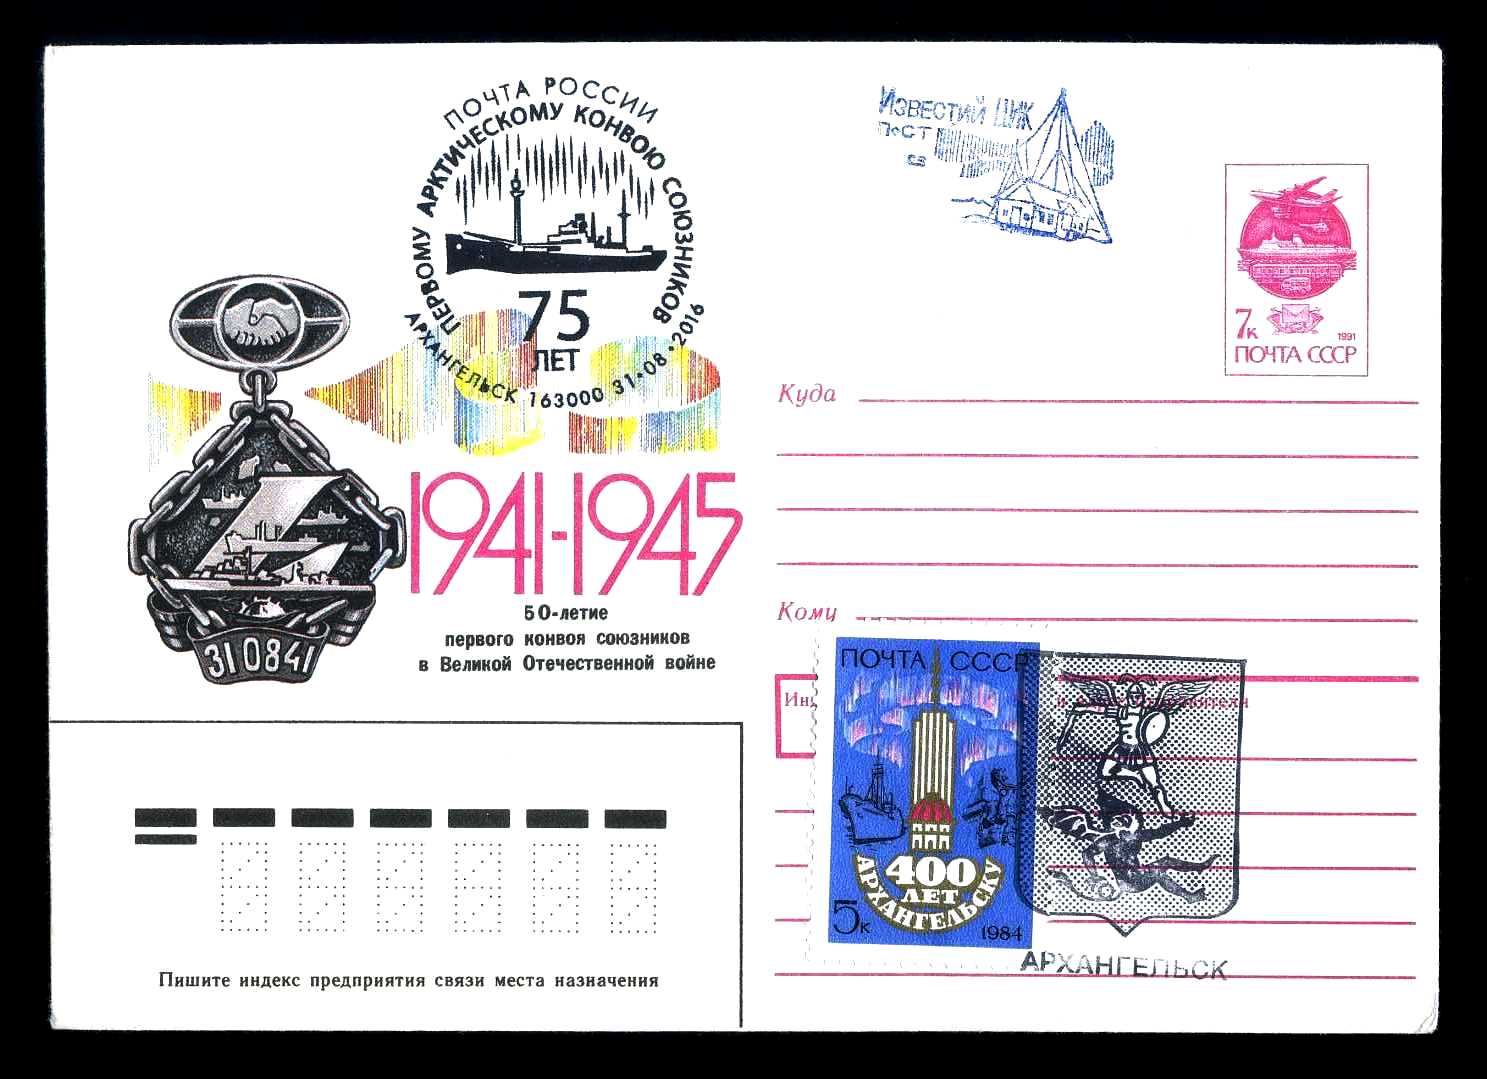 ПОЧТА РОССИИ
ПЕРВОМУ АРКТИЧЕСКОМУ КОНВОЮ СОЮЗНИКОВ
75
ЛЕТ
АРХАНГЕЛЬСК 163000 31·08·2016
ИЗВЕСТИЙ ЦИК
ПОСТ
7к
1991
ПОЧТА СССР
Куда
1941-1945
50-летие
первого конвоя союзников
в Великой Отечественной войне
310841
Кому
ПОЧТА СССР
400
ЛЕТ
АРХАНГЕЛЬСКУ
5к
1984
АРХАНГЕЛЬСК
Пишите индекс предприятия связи места назначения